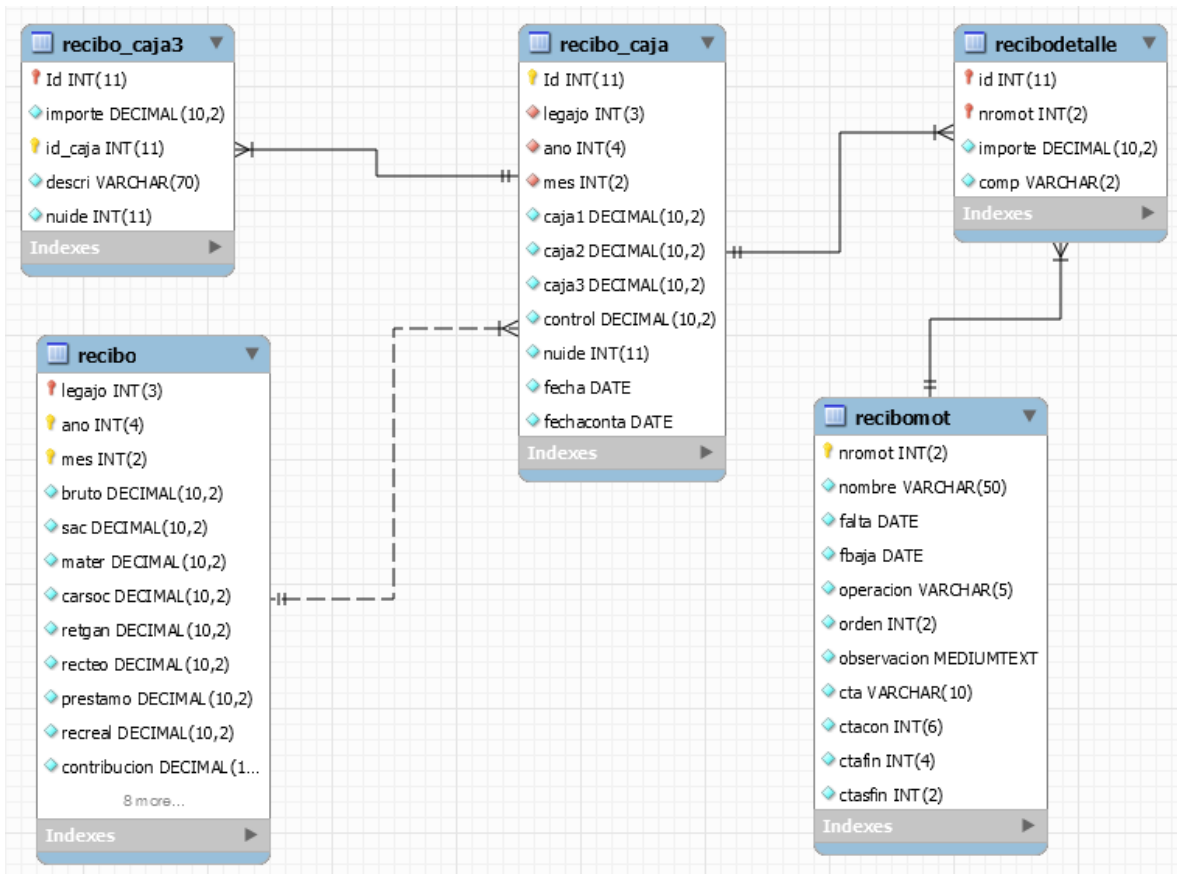 recibo_caja3
Id INT(11)
importe DECIMAL(10,2)
id_caja INT(11)
descri VARCHAR(70)
nuide INT(11)
Indexes
recibo_caja
Id INT(11)
legajo INT(3)
ano INT(4)
mes INT(2)
caja1 DECIMAL(10,2)
caja2 DECIMAL(10,2)
caja3 DECIMAL(10,2)
control DECIMAL(10,2)
nuide INT(11)
fecha DATE
fechaconta DATE
Indexes
recibodetalle
id INT(11)
nromot INT(2)
importe DECIMAL(10,2)
comp VARCHAR(2)
Indexes
recibo
legajo INT(3)
ano INT(4)
mes INT(2)
bruto DECIMAL(10,2)
sac DECIMAL(10,2)
mater DECIMAL(10,2)
carsoc DECIMAL(10,2)
retgan DECIMAL(10,2)
recteo DECIMAL(10,2)
prestamo DECIMAL(10,2)
recreal DECIMAL(10,2)
contribucion DECIMAL(1...
8 more...
Indexes
recibomot
nromot INT(2)
nombre VARCHAR(50)
falta DATE
fbaja DATE
operacion VARCHAR(5)
orden INT(2)
observacion MEDIUMTEXT
cta VARCHAR(10)
ctacon INT(6)
ctafin INT(4)
ctasfin INT(2)
Indexes